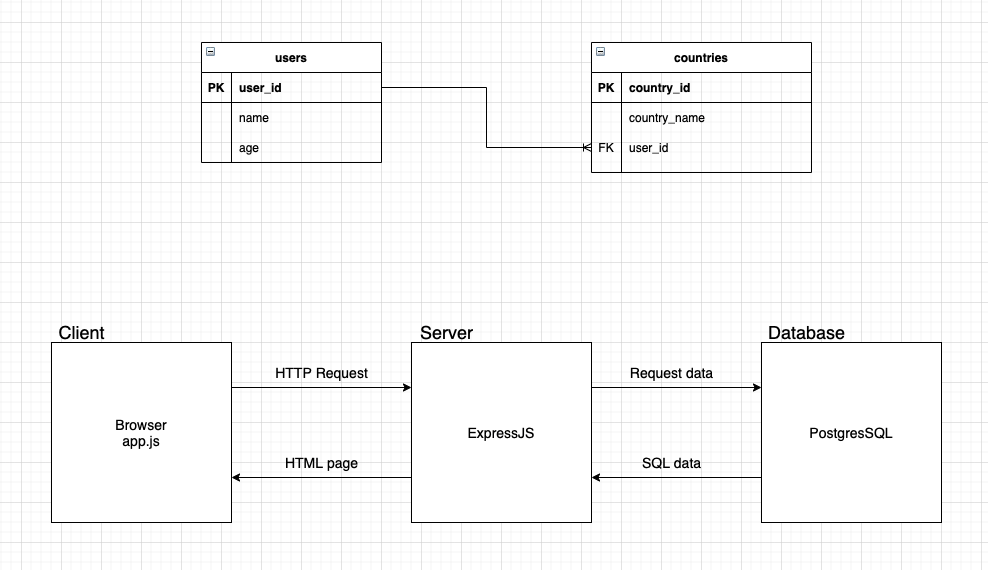 users
PK user_id
name
age
countries
PK country_id
country_name
FK user_id
Client
Server
Database
HTTP Request
Request data
Browser
app.js
ExpressJS
PostgresSQL
HTML page
SQL data